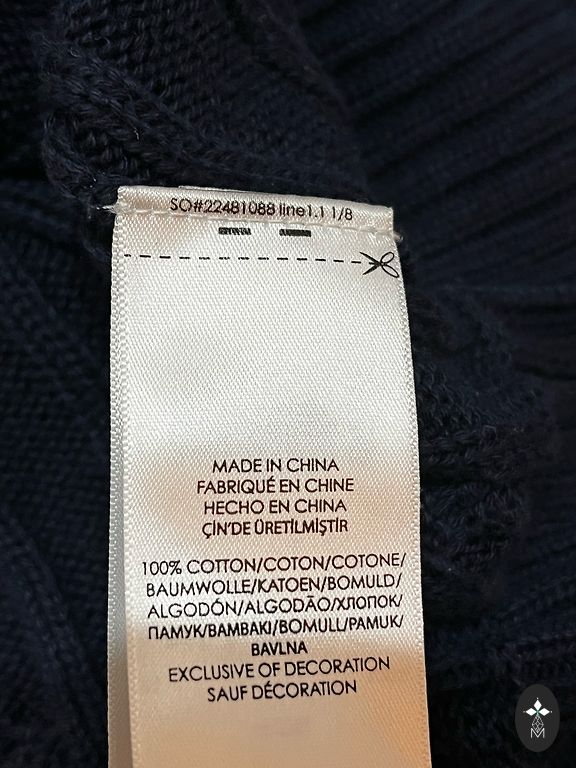 SO#22481088 line1.1 1/8
MADE IN CHINA
FABRIQUÉ EN CHINE
HECHO EN CHINA
ÇİN'DE ÜRETİLMİŞTİR
100% COTTON/COTON/COTONE/
BAUMWOLLE/KATOEN/BOMULD/
ALGODÓN/ALGODÃO/ХЛОПОК/
ПАМУК/ΒΑΜΒΑΚΙ/BOMULL/PAMUK/
BAVLNA
EXCLUSIVE OF DECORATION
SAUF DÉCORATION
M